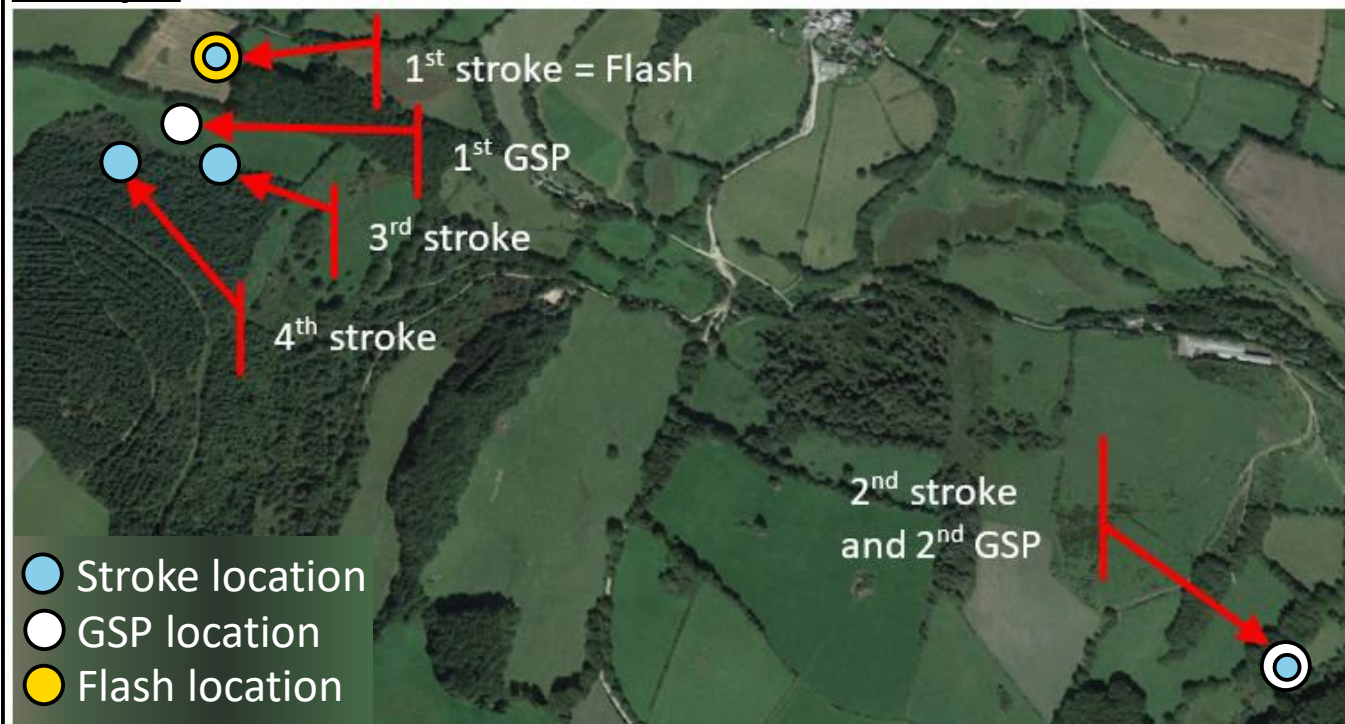 1st stroke = Flash
1st GSP
3rd stroke
4th stroke
2nd stroke
and 2nd GSP
Stroke location
GSP location
Flash location